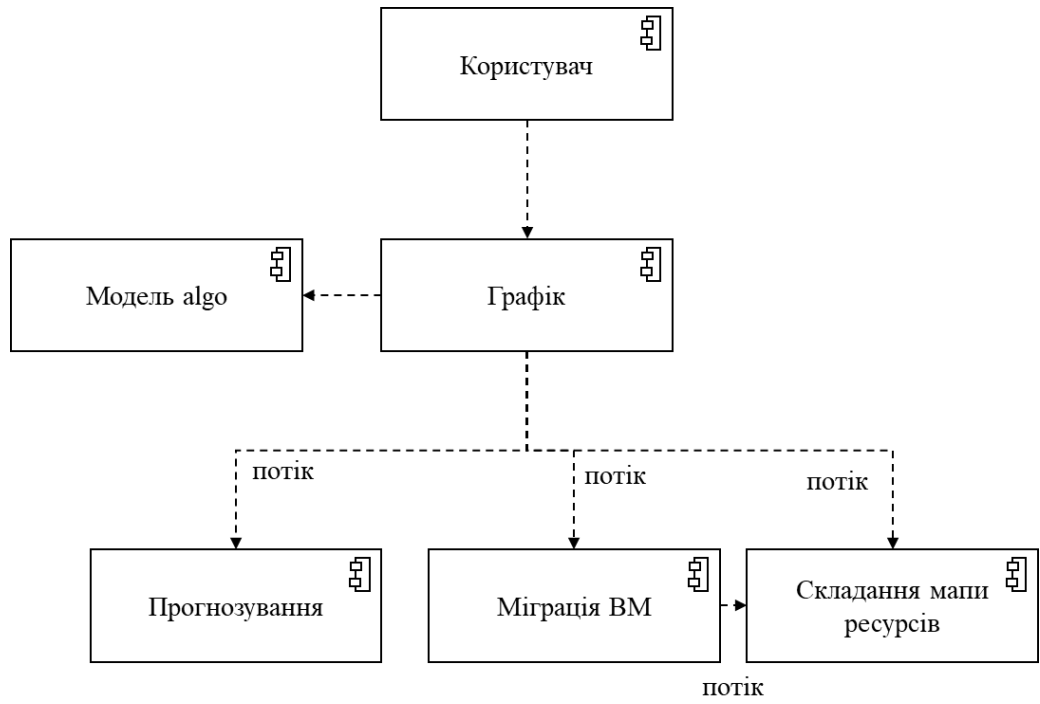 Користувач
Модель algo
Графік
потік
потік
потік
Прогнозування
Міграція ВМ
Складання мапи
ресурсів
потік